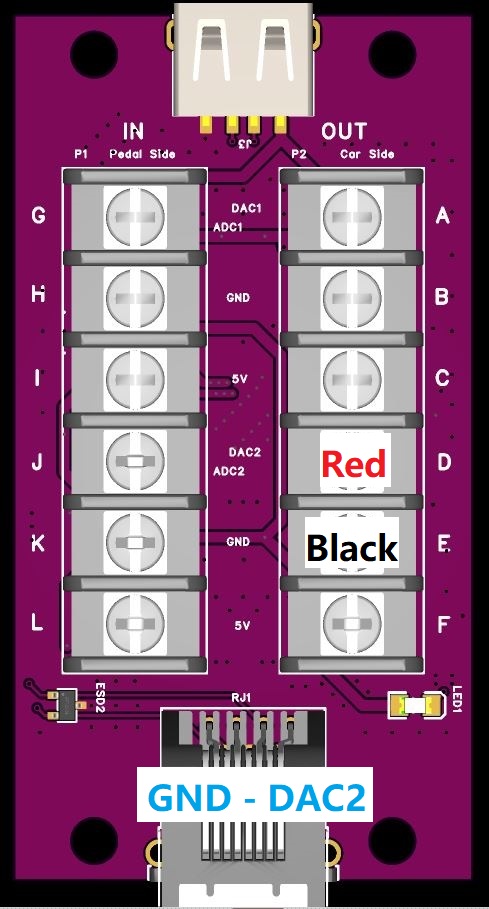 J3
IN OUT
P1 Pedal Side P2 Car Side
G DAC1 A
ADC1
H GND B
I 5V C
J DAC2 Red D
ADC2
K GND Black E
L 5V F
ESD2 RJ1 LED1
GND - DAC2